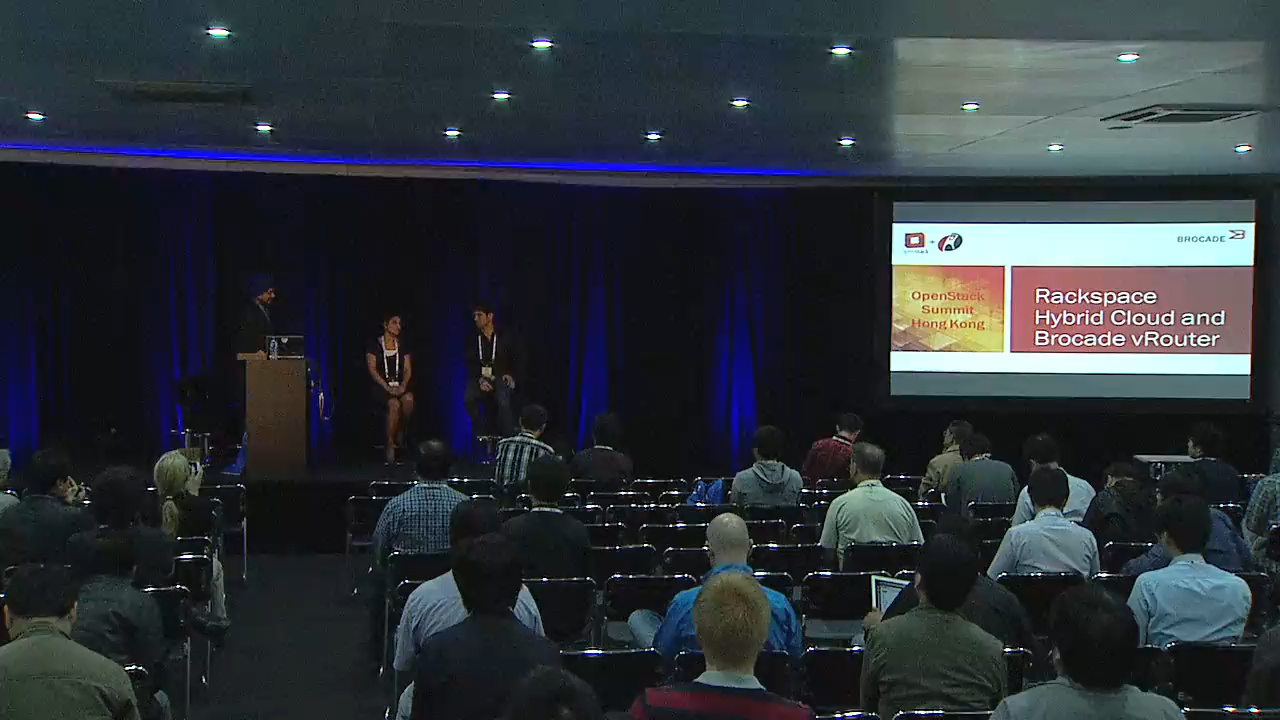 BROCADE
OpenStack
Summit
Hong Kong
Rackspace
Hybrid Cloud and
Brocade vRouter